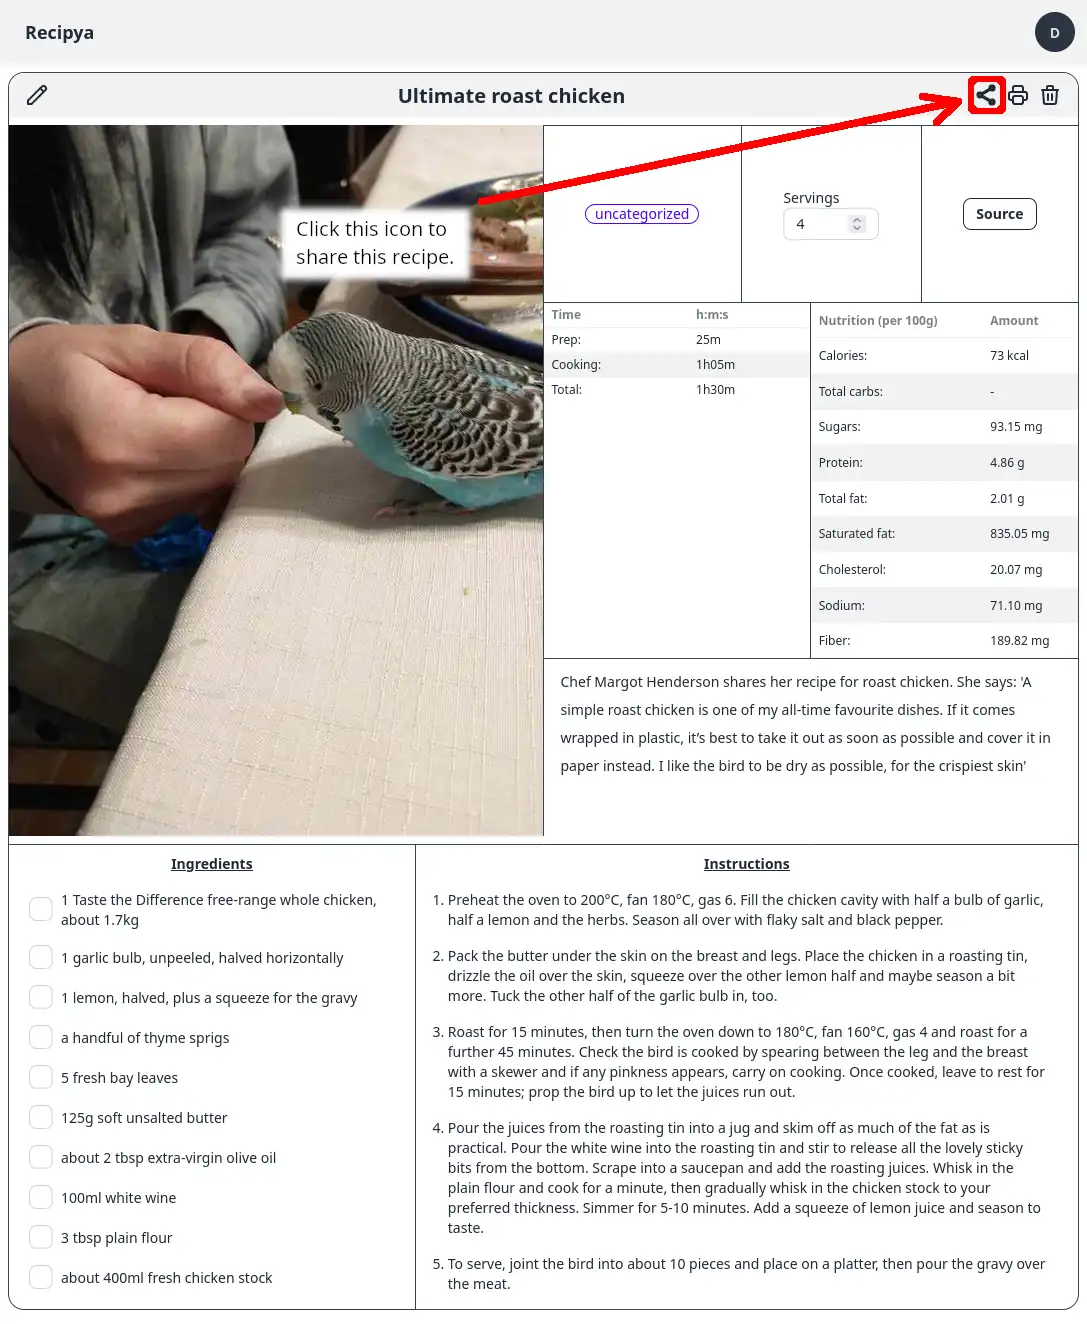 Recipya
D
Ultimate roast chicken
Click this icon to
share this recipe.
uncategorized
Servings
4
Source
Time h:m:s
Prep: 25m
Cooking: 1h05m
Total: 1h30m
Nutrition (per 100g) Amount
Calories: 73 kcal
Total carbs: -
Sugars: 93.15 mg
Protein: 4.86 g
Total fat: 2.01 g
Saturated fat: 835.05 mg
Cholesterol: 20.07 mg
Sodium: 71.10 mg
Fiber: 189.82 mg
Chef Margot Henderson shares her recipe for roast chicken. She says: 'A
simple roast chicken is one of my all-time favourite dishes. If it comes
wrapped in plastic, it’s best to take it out as soon as possible and cover it in
paper instead. I like the bird to be dry as possible, for the crispiest skin'
Ingredients
1 Taste the Difference free-range whole chicken,
about 1.7kg
1 garlic bulb, unpeeled, halved horizontally
1 lemon, halved, plus a squeeze for the gravy
a handful of thyme sprigs
5 fresh bay leaves
125g soft unsalted butter
about 2 tbsp extra-virgin olive oil
100ml white wine
3 tbsp plain flour
about 400ml fresh chicken stock
Instructions
1. Preheat the oven to 200°C, fan 180°C, gas 6. Fill the chicken cavity with half a bulb of garlic,
half a lemon and the herbs. Season all over with flaky salt and black pepper.
2. Pack the butter under the skin on the breast and legs. Place the chicken in a roasting tin,
drizzle the oil over the skin, squeeze over the other lemon half and maybe season a bit
more. Tuck the other half of the garlic bulb in, too.
3. Roast for 15 minutes, then turn the oven down to 180°C, fan 160°C, gas 4 and roast for a
further 45 minutes. Check the bird is cooked by spearing between the leg and the breast
with a skewer and if any pinkness appears, carry on cooking. Once cooked, leave to rest for
15 minutes; prop the bird up to let the juices run out.
4. Pour the juices from the roasting tin into a jug and skim off as much of the fat as is
practical. Pour the white wine into the roasting tin and stir to release all the lovely sticky
bits from the bottom. Scrape into a saucepan and add the roasting juices. Whisk in the
plain flour and cook for a minute, then gradually whisk in the chicken stock to your
preferred thickness. Simmer for 5-10 minutes. Add a squeeze of lemon juice and season to
taste.
5. To serve, joint the bird into about 10 pieces and place on a platter, then pour the gravy over
the meat.